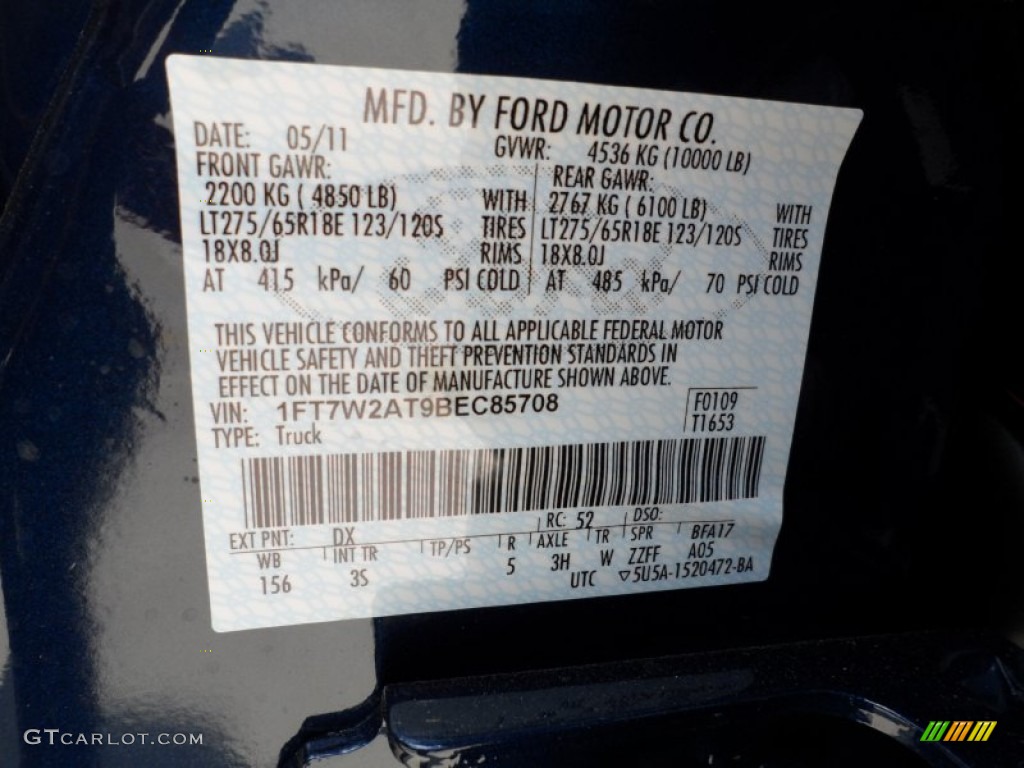 MFD. BY FORD MOTOR CO.
DATE: 05/11 GVWR: 4536 KG (10000 LB)
FRONT GAWR: REAR GAWR:
2200 KG ( 4850 LB) WITH 2767 KG ( 6100 LB) WITH
LT275/65R18E 123/120S TIRES LT275/65R18E 123/120S TIRES
18X8.0J RIMS 18X8.0J RIMS
AT 415 kPa/ 60 PSI COLD AT 485 kPa/ 70 PSI COLD
THIS VEHICLE CONFORMS TO ALL APPLICABLE FEDERAL MOTOR
VEHICLE SAFETY AND THEFT PREVENTION STANDARDS IN
EFFECT ON THE DATE OF MANUFACTURE SHOWN ABOVE.
VIN: 1FT7W2AT9BEC85708 F0109
TYPE: Truck T1653
EXT PNT: DX RC: 52 DSO:
WB INT TR TP/PS R AXLE TR SPR BFA17
156 3S 5 3H W ZZFF A05
UTC ▽5U5A-1520472-BA
GTCARLOT.COM